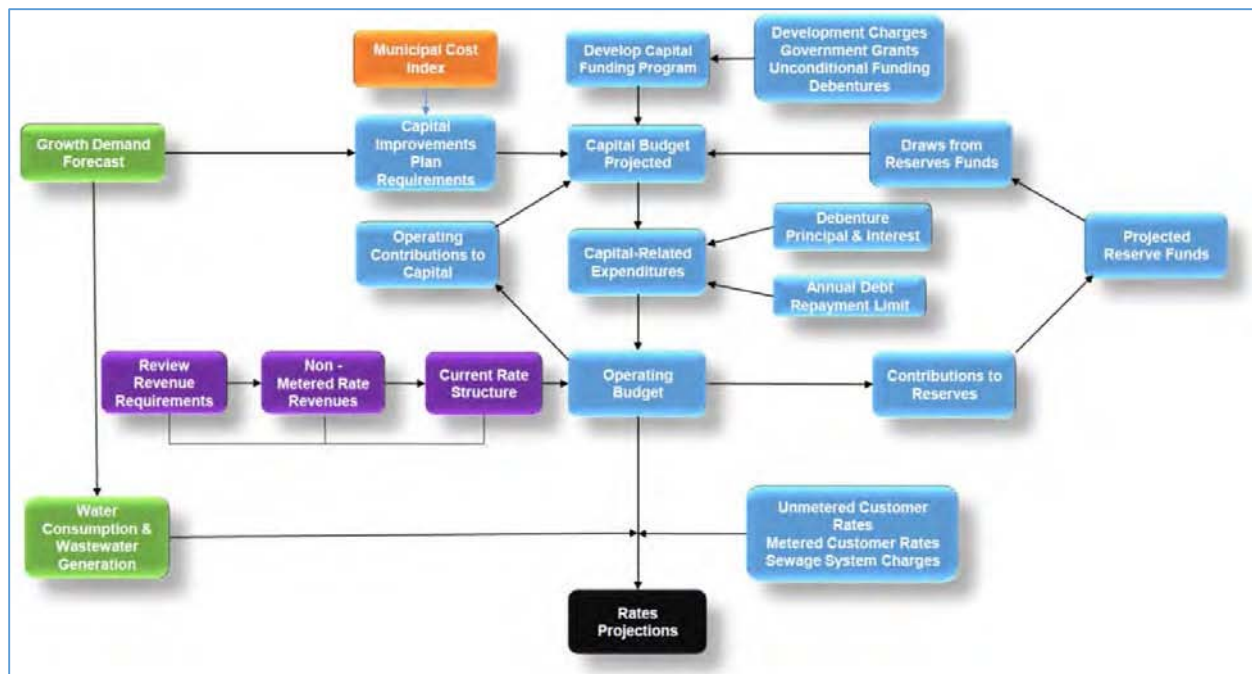 Municipal Cost
Index
Develop Capital
Funding Program
Development Charges
Government Grants
Unconditional Funding
Debentures
Growth Demand
Forecast
Capital
Improvements
Plan
Requirements
Capital Budget
Projected
Draws from
Reserves Funds
Operating
Contributions to
Capital
Capital-Related
Expenditures
Debenture
Principal & Interest
Projected
Reserve Funds
Annual Debt
Repayment Limit
Review
Revenue
Requirements
Non -
Metered Rate
Revenues
Current Rate
Structure
Operating
Budget
Contributions to
Reserves
Water
Consumption &
Wastewater
Generation
Unmetered Customer
Rates
Metered Customer Rates
Sewage System Charges
Rates
Projections